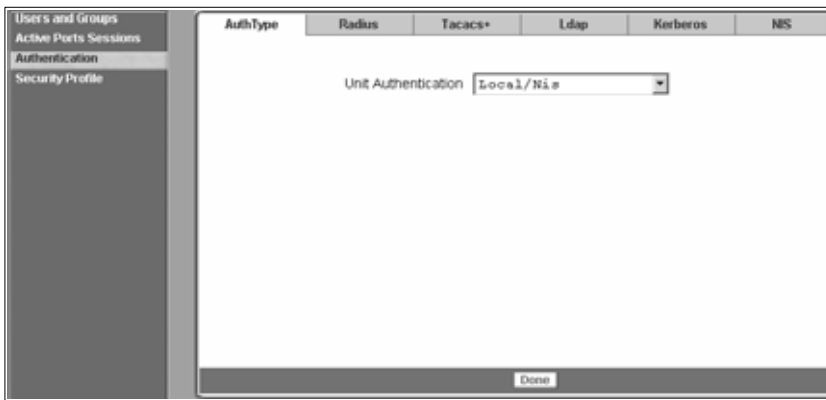 Users and Groups
Active Ports Sessions
Authentication
Security Profile
AuthType Radius Tacacs+ Ldap Kerberos NIS
Unit Authentication Local/Nis
Done